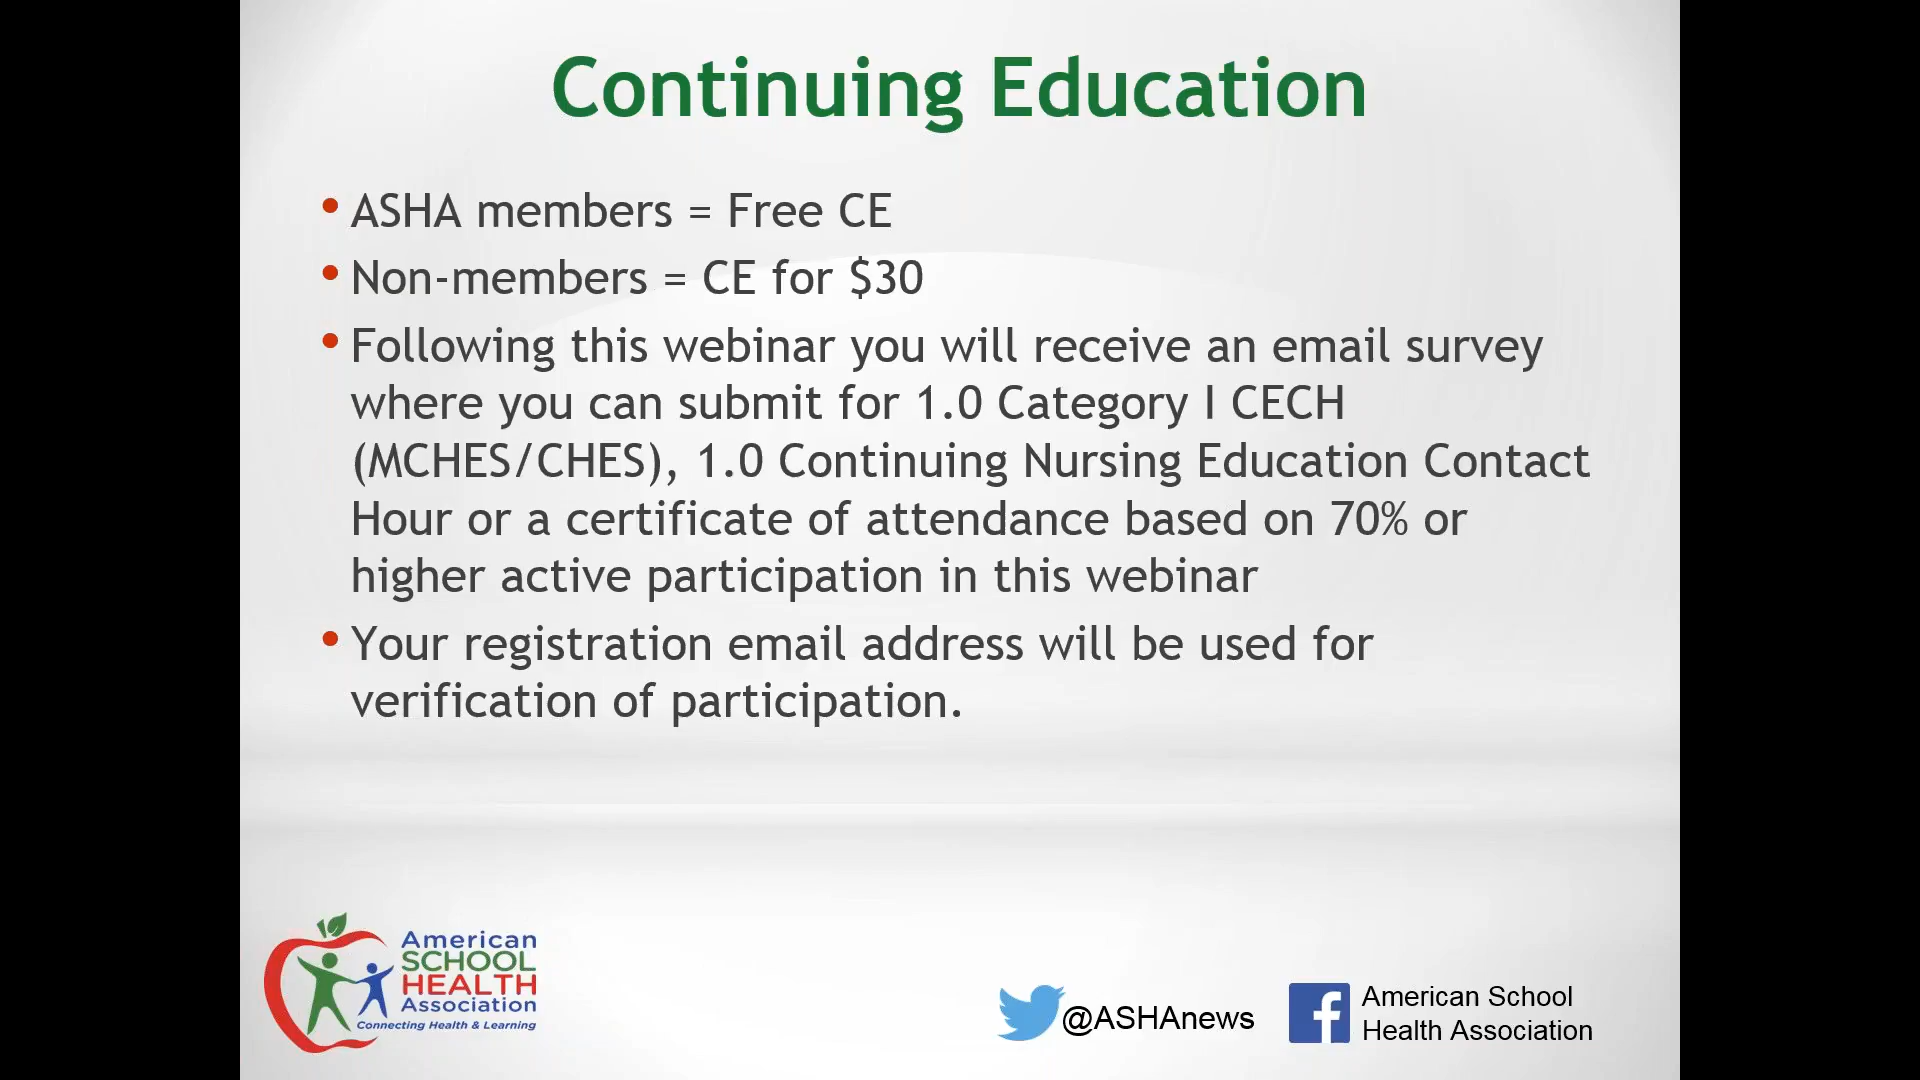 Continuing Education
• ASHA members = Free CE
• Non-members = CE for $30
• Following this webinar you will receive an email survey
where you can submit for 1.0 Category I CECH
(MCHES/CHES), 1.0 Continuing Nursing Education Contact
Hour or a certificate of attendance based on 70% or
higher active participation in this webinar
• Your registration email address will be used for
verification of participation.
American
SCHOOL
HEALTH
Association
Connecting Health & Learning
@ASHAnews
American School
Health Association